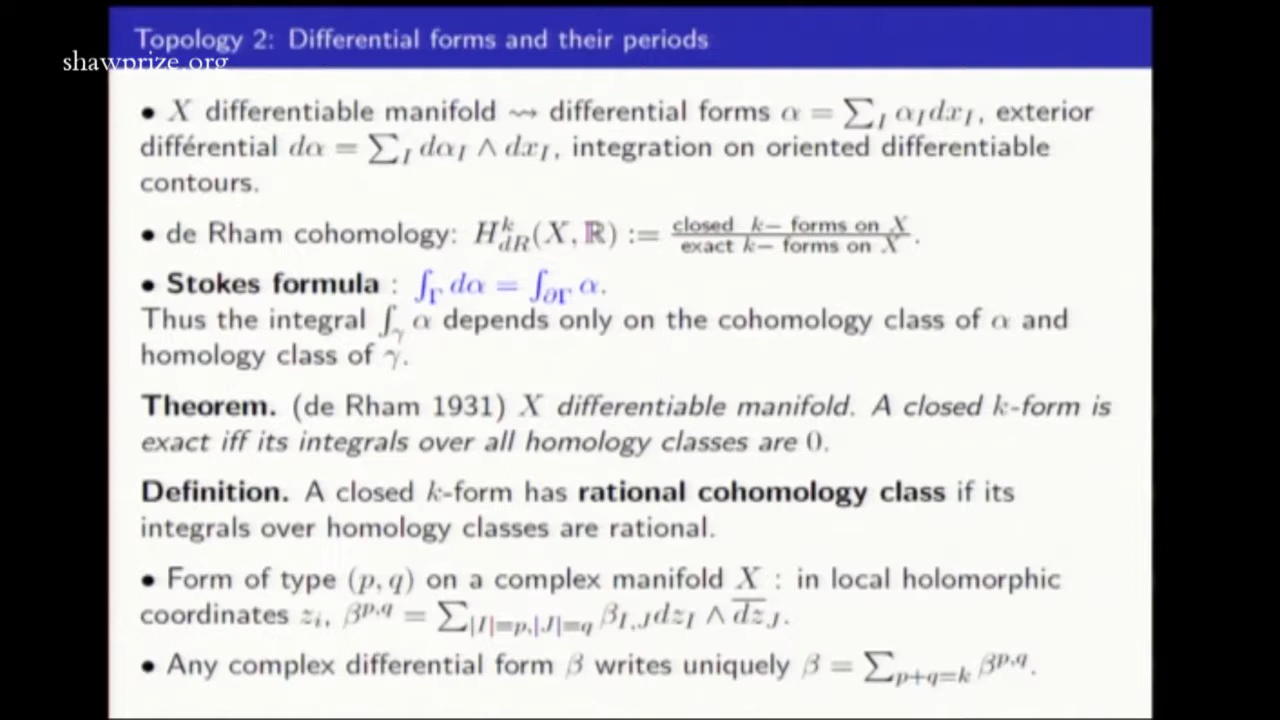 Topology 2: Differential forms and their periods
shawprize.org
• X differentiable manifold ⇝ differential forms α = ∑_I α_I dx_I, exterior
différential dα = ∑_I dα_I ∧ dx_I, integration on oriented differentiable
contours.
• de Rham cohomology: H^k_{dR}(X, ℝ) := closed k− forms on X / exact k− forms on X.
• Stokes formula : ∫_Γ dα = ∫_{∂Γ} α.
Thus the integral ∫_γ α depends only on the cohomology class of α and
homology class of γ.
Theorem. (de Rham 1931) X differentiable manifold. A closed k-form is
exact iff its integrals over all homology classes are 0.
Definition. A closed k-form has rational cohomology class if its
integrals over homology classes are rational.
• Form of type (p, q) on a complex manifold X : in local holomorphic
coordinates z_i, β^{p,q} = ∑_{|I|=p,|J|=q} β_{I,J} dz_I ∧ \overline{dz}_J.
• Any complex differential form β writes uniquely β = ∑_{p+q=k} β^{p,q}.